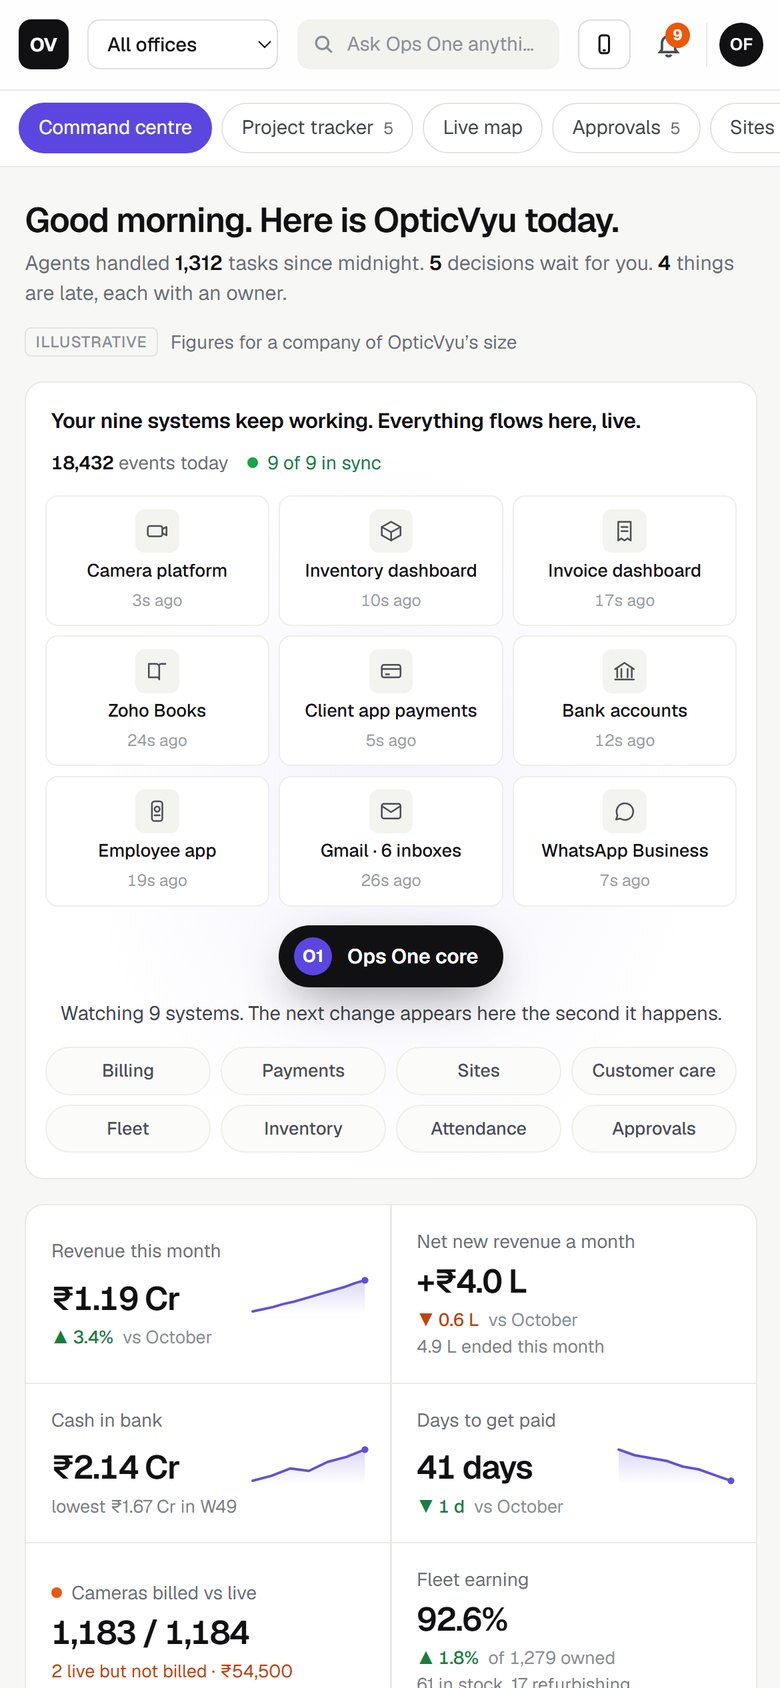 OV
All offices
Ask Ops One anythi...
9
OF
Command centre
Project tracker 5
Live map
Approvals 5
Sites
Good morning. Here is OpticVyu today.
Agents handled 1,312 tasks since midnight. 5 decisions wait for you. 4 things
are late, each with an owner.
ILLUSTRATIVE Figures for a company of OpticVyu's size
Your nine systems keep working. Everything flows here, live.
18,432 events today 9 of 9 in sync
Camera platform
3s ago
Inventory dashboard
10s ago
Invoice dashboard
17s ago
Zoho Books
24s ago
Client app payments
5s ago
Bank accounts
12s ago
Employee app
19s ago
Gmail · 6 inboxes
26s ago
WhatsApp Business
7s ago
O1 Ops One core
Watching 9 systems. The next change appears here the second it happens.
Billing
Payments
Sites
Customer care
Fleet
Inventory
Attendance
Approvals
Revenue this month
₹1.19 Cr
▲ 3.4% vs October
Net new revenue a month
+₹4.0 L
▼ 0.6 L vs October
4.9 L ended this month
Cash in bank
₹2.14 Cr
lowest ₹1.67 Cr in W49
Days to get paid
41 days
▼ 1 d vs October
Cameras billed vs live
1,183 / 1,184
2 live but not billed · ₹54,500
Fleet earning
92.6%
▲ 1.8% of 1,279 owned
61 in stock, 17 refurbishing